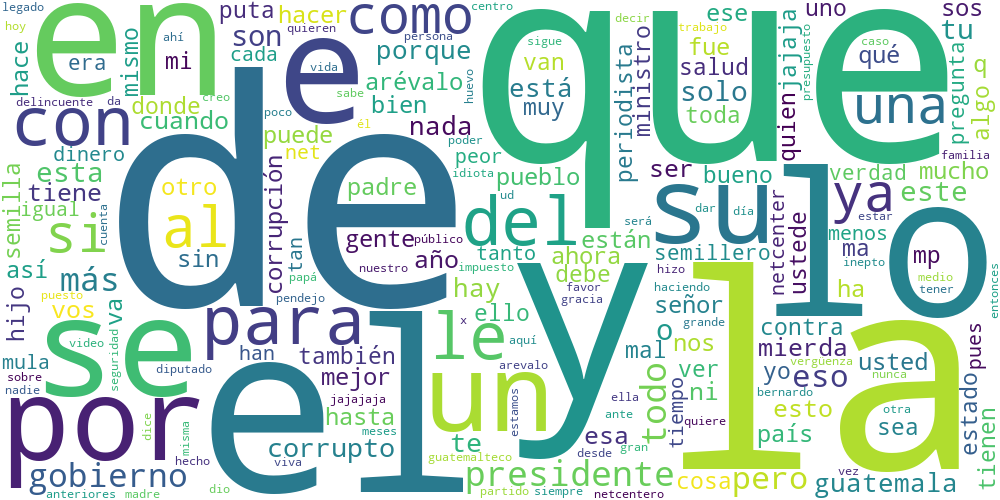 legado
hoy
era
en
ahí
mi
hace
mismo
puta
hacer
quieren
son
cada
vida
e
como
persona
porque
centro
decir
sigue
van
está
muy
que
ese
fue
trabajo
salud
solo
toda
uno
jajaja
presupuesto
caso
qué
una
sos
tu
q
algo
pregunta
delincuente
da
creo
con
donde
cuando
dinero
esta
tiene
otro
al
sin
igual
semilla
si
así
más
hijo
vos
va
puesto
poco
puede
net
él
sabe
arévalo
bien
nada
huevo
poder
peor
idiota
ud
pueblo
periodista
ministro
ser
bueno
dar
día
quien
verdad
mucho
familia
este
ya
menos
estar
ma
mp
inepto
ha
medio
tener
entonces
de
padre
gente
público
año
cuenta
nuestro
papá
tan
corrupción
pendejo
del
tanto
impuesto
hay
ello
favor
gracia
están
ahora
debe
será
su
semillero
hizo
señor
haciendo
netcenter
ustede
lo
se
video
seguridad
mula
sobre
nadie
diputado
para
han
también
mejor
jajajaja
x
le
arevalo
aquí
y
mal
o
nos
grande
ver
ni
contra
mierda
yo
vergüenza
nunca
eso
usted
pues
estado
por
dice
misma
hecho
viva
dio
gobierno
anteriores
madre
el
hasta
meses
corrupto
un
te
estamos
guatemalteco
presidente
partido
siempre
ella
ante
esa
desde
gran
netcentero
todo
tiempo
quiere
cosa
país
la
bernardo
esto
pero
vez
otra
sea
guatemala
tienen